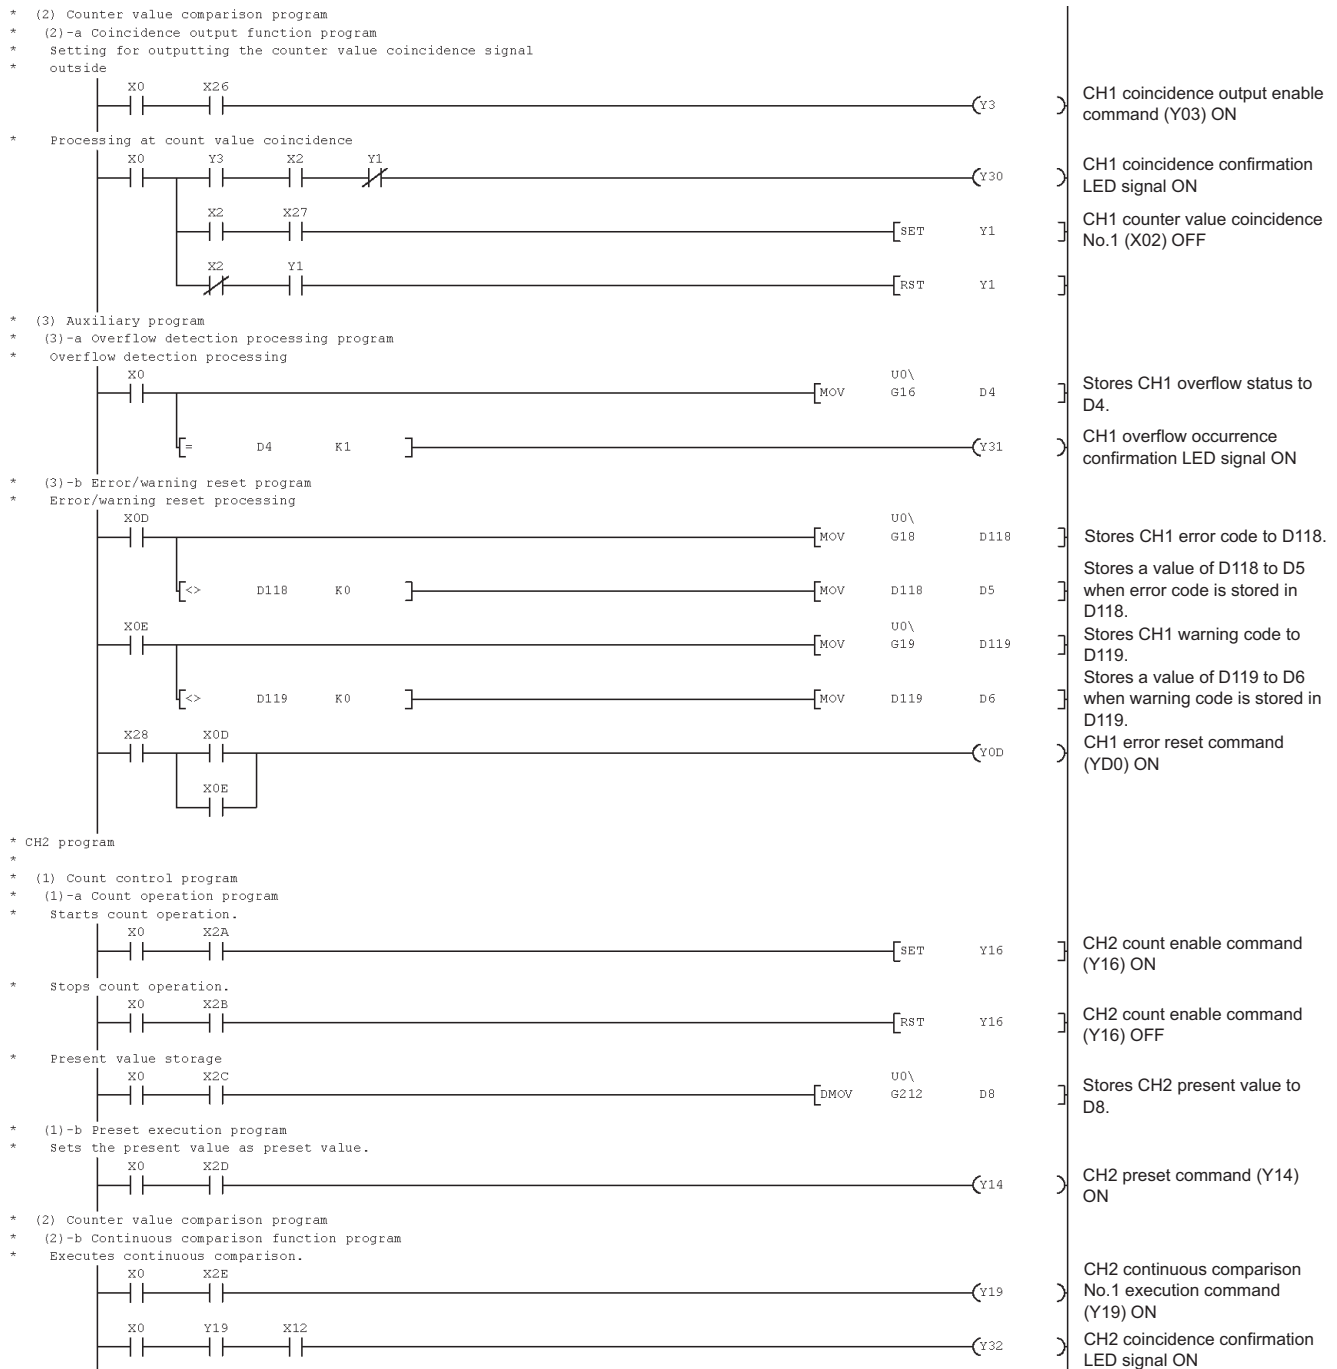 * (2) Counter value comparison program
* (2)-a Coincidence output function program
* Setting for outputting the counter value coincidence signal
* outside
X0 X26
Y3
CH1 coincidence output enable
command (Y03) ON
* Processing at count value coincidence
X0 Y3 X2 Y1
Y30
CH1 coincidence confirmation
LED signal ON
X2 X27
SET Y1
CH1 counter value coincidence
No.1 (X02) OFF
X2 Y1
RST Y1
* (3) Auxiliary program
* (3)-a Overflow detection processing program
* Overflow detection processing
X0
U0\
MOV G16 D4
Stores CH1 overflow status to
D4.
= D4 K1
Y31
CH1 overflow occurrence
confirmation LED signal ON
* (3)-b Error/warning reset program
* Error/warning reset processing
X0D
U0\
MOV G18 D118
Stores CH1 error code to D118.
<> D118 K0
MOV D118 D5
Stores a value of D118 to D5
when error code is stored in
D118.
X0E
U0\
MOV G19 D119
Stores CH1 warning code to
D119.
<> D119 K0
MOV D119 D6
Stores a value of D119 to D6
when warning code is stored in
D119.
X28 X0D
Y0D
CH1 error reset command
(YD0) ON
X0E
* CH2 program
*
* (1) Count control program
* (1)-a Count operation program
* Starts count operation.
X0 X2A
SET Y16
CH2 count enable command
(Y16) ON
* Stops count operation.
X0 X2B
RST Y16
CH2 count enable command
(Y16) OFF
* Present value storage
X0 X2C
U0\
DMOV G212 D8
Stores CH2 present value to
D8.
* (1)-b Preset execution program
* Sets the present value as preset value.
X0 X2D
Y14
CH2 preset command (Y14)
ON
* (2) Counter value comparison program
* (2)-b Continuous comparison function program
* Executes continuous comparison.
X0 X2E
Y19
CH2 continuous comparison
No.1 execution command
(Y19) ON
X0 Y19 X12
Y32
CH2 coincidence confirmation
LED signal ON